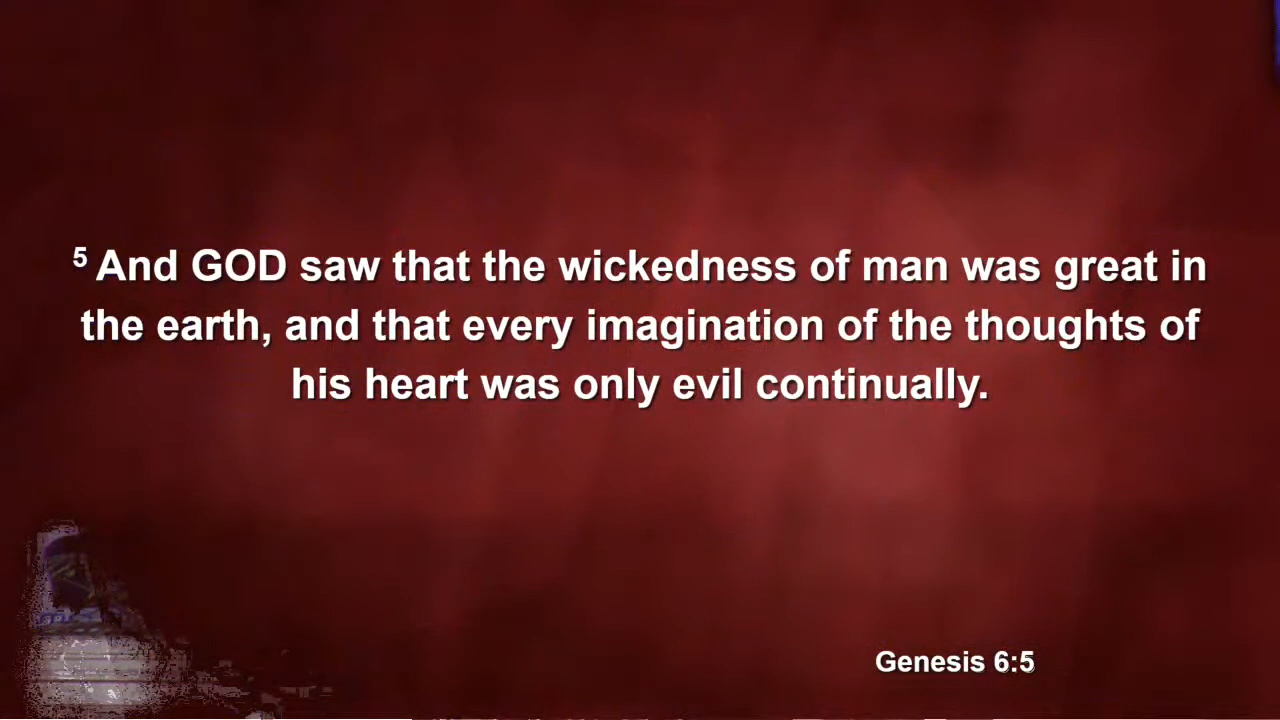 5 And GOD saw that the wickedness of man was great in
the earth, and that every imagination of the thoughts of
his heart was only evil continually.
Genesis 6:5